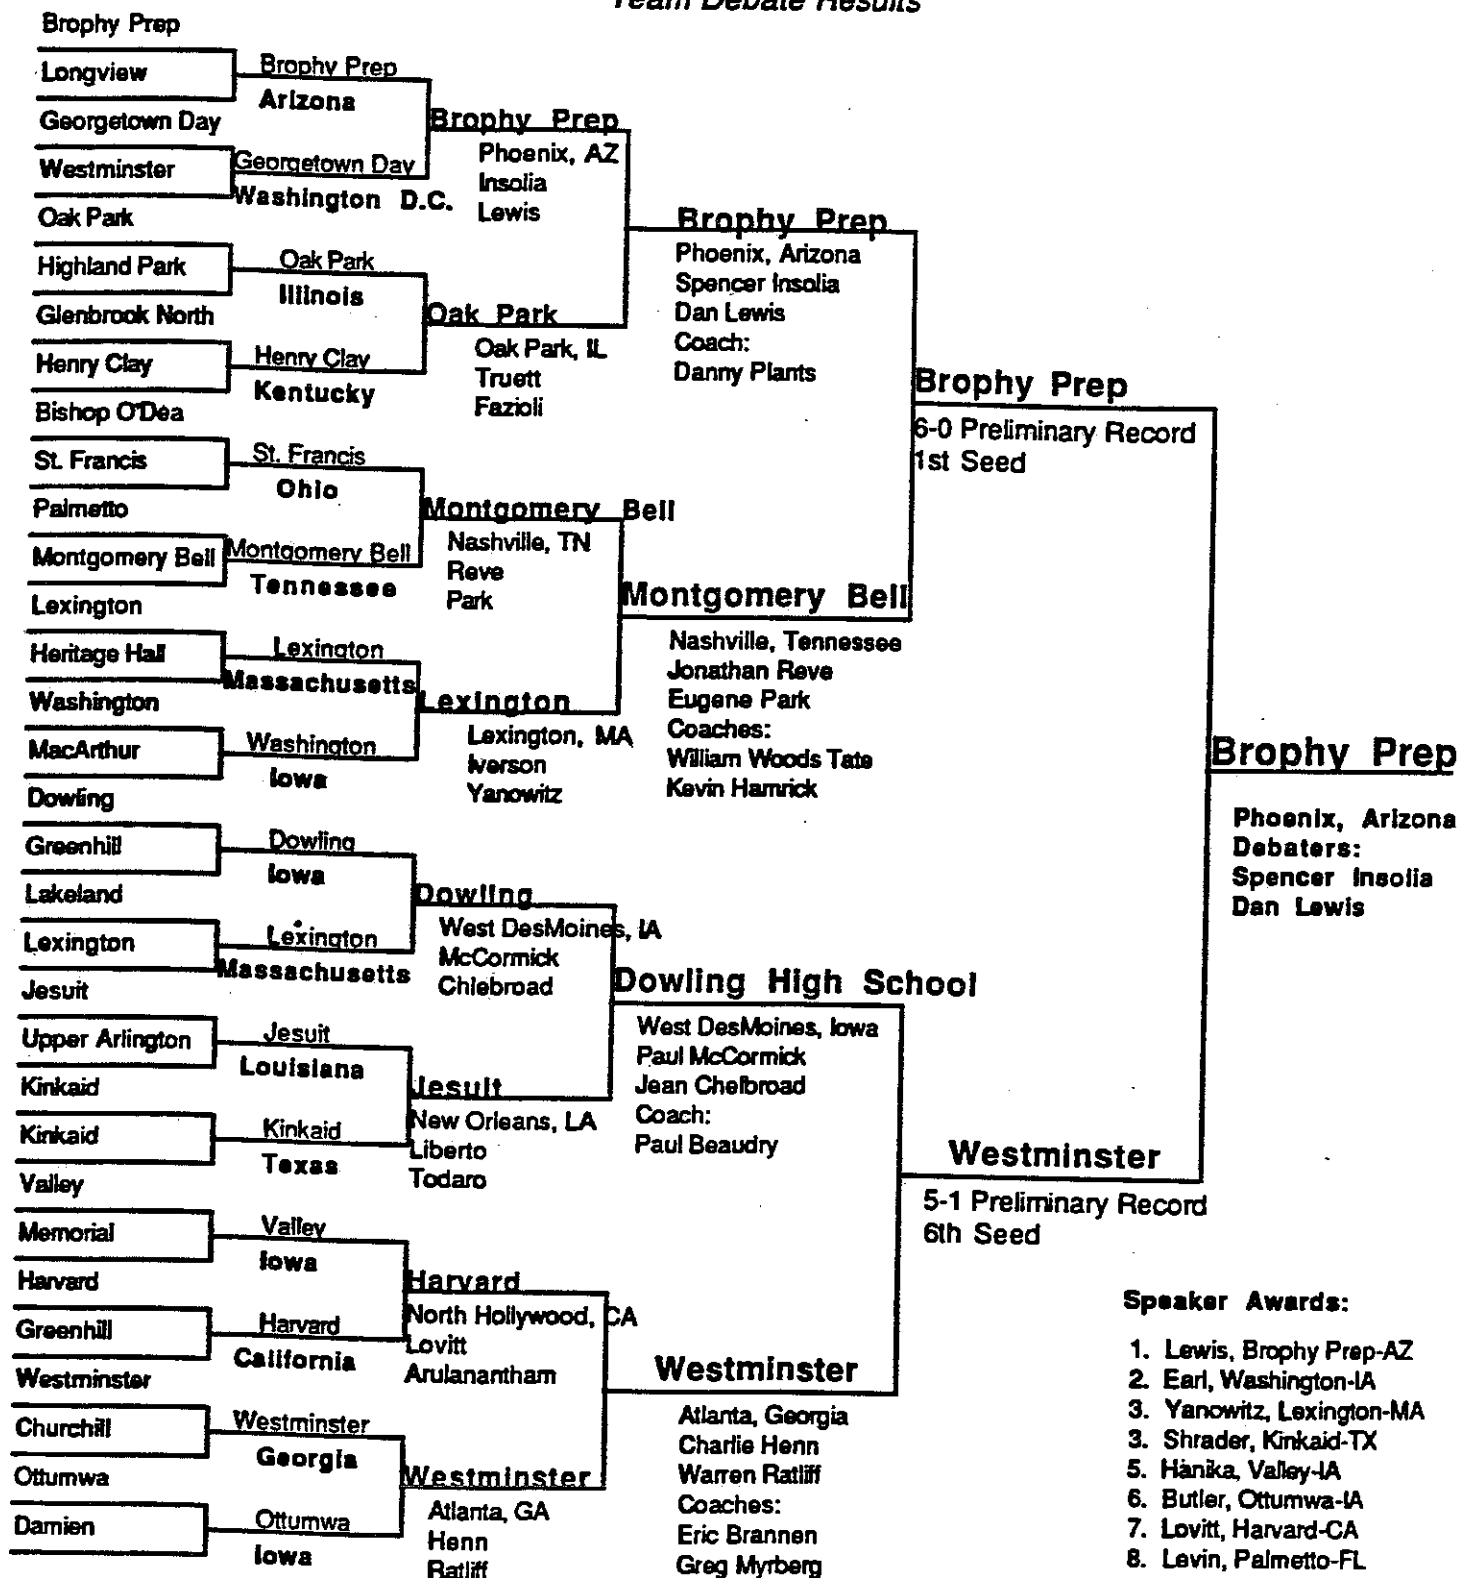 Team Debate Results
Brophy Prep
Longview
Georgetown Day
Westminster
Oak Park
Highland Park
Glenbrook North
Henry Clay
Bishop O'Dea
St. Francis
Palmetto
Montgomery Bell
Lexington
Heritage Hall
Washington
MacArthur
Dowling
Greenhill
Lakeland
Lexington
Jesuit
Upper Arlington
Kinkaid
Kinkaid
Valley
Memorial
Harvard
Greenhill
Westminster
Churchill
Ottumwa
Damien
Brophy Prep
Arizona
Georgetown Day
Washington D.C.
Oak Park
Illinois
Henry Clay
Kentucky
St. Francis
Ohio
Montgomery Bell
Tennessee
Lexington
Massachusetts
Washington
Iowa
Dowling
Iowa
Lexington
Massachusetts
Jesuit
Louisiana
Kinkaid
Texas
Valley
Iowa
Harvard
California
Westminster
Georgia
Ottumwa
Iowa
Brophy Prep
Phoenix, AZ
Insolia
Lewis
Oak Park
Oak Park, IL
Truett
Fazioli
Montgomery Bell
Nashville, TN
Reve
Park
Lexington
Lexington, MA
Iverson
Yanowitz
Dowling
West DesMoines, IA
McCormick
Chlebroad
Jesuit
New Orleans, LA
Liberto
Todaro
Harvard
North Hollywood, CA
Lovitt
Arulanantham
Westminster
Atlanta, GA
Henn
Ratliff
Brophy Prep
Phoenix, Arizona
Spencer Insolia
Dan Lewis
Coach:
Danny Plants
Montgomery Bell
Nashville, Tennessee
Jonathan Reve
Eugene Park
Coaches:
William Woods Tate
Kevin Hamrick
Dowling High School
West DesMoines, Iowa
Paul McCormick
Jean Chelbroad
Coach:
Paul Beaudry
Westminster
Atlanta, Georgia
Charlie Henn
Warren Ratliff
Coaches:
Eric Brannen
Greg Myrberg
Brophy Prep
6-0 Preliminary Record
1st Seed
Westminster
5-1 Preliminary Record
6th Seed
Brophy Prep
Phoenix, Arizona
Debaters:
Spencer Insolia
Dan Lewis
Speaker Awards:
1. Lewis, Brophy Prep-AZ
2. Earl, Washington-IA
3. Yanowitz, Lexington-MA
3. Shrader, Kinkaid-TX
5. Hanika, Valley-IA
6. Butler, Ottumwa-IA
7. Lovitt, Harvard-CA
8. Levin, Palmetto-FL